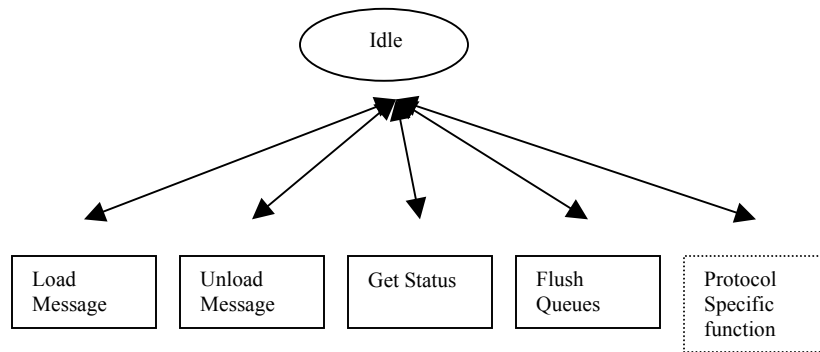 Idle
Load
Message
Unload
Message
Get Status
Flush
Queues
Protocol
Specific
function